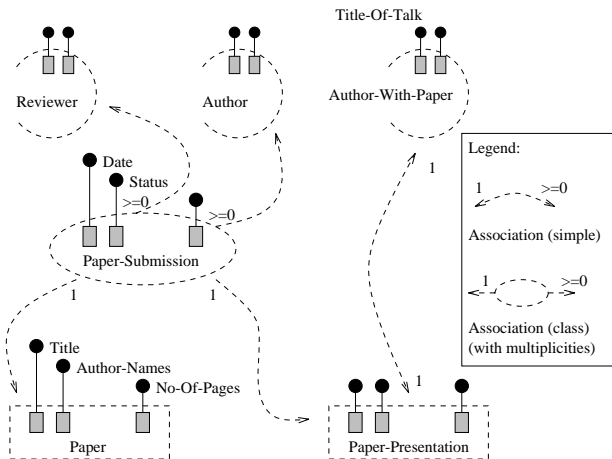 Title-Of-Talk
Reviewer
Author
Author-With-Paper
Date
Status
>=0
>=0
1
Legend:
1
>=0
Association (simple)
Paper-Submission
1
1
1
>=0
Association (class)
(with multiplicities)
Title
Author-Names
No-Of-Pages
1
Paper
Paper-Presentation